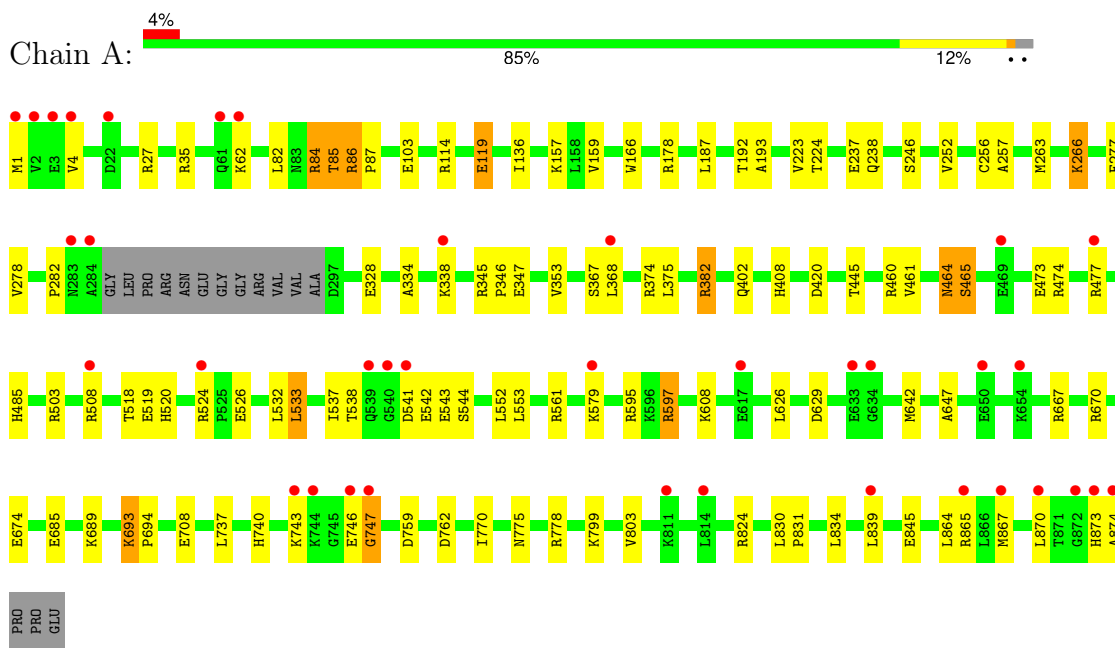 4%
Chain A:
85% 12% • •
M1 V2 E3 V4 D22 R27 R35 Q61 K62 L82 N83 R84 T85 R86 P87 E103 R114 E119 I136 K157 L158 V159 W166 R178 L187 T192 A193 V223 T224 E237 Q238 S246 V252 C256 A257 M263 K266
V278 P282 N283 A284 GLY LEU PRO ARG ASN GLU GLY GLY ARG VAL VAL ALA D297 E328 A334 K338 R345 P346 E347 V353 S367 L368 R374 L375 R382 Q402 H408 D420 T445 R460 V461 N464 S465 E469 E473 R474 R477
H485 R503 R508 T518 E519 H520 R524 P525 E526 L532 L533 I537 T538 Q539 G540 D541 E542 E543 S544 L552 L553 R561 K579 R595 K596 R597 K608 E617 L626 D629 E633 G634 M642 A647 E650 K654 R667 R670
E674 E685 K689 K693 P694 E708 L737 H740 K743 K744 G745 E746 G747 D759 D762 I770 N775 R778 K799 V803 K811 L814 R824 L830 P831 L834 L839 E845 L864 R865 L866 M867 L870 T871 G872 H873 A874
PRO PRO GLU